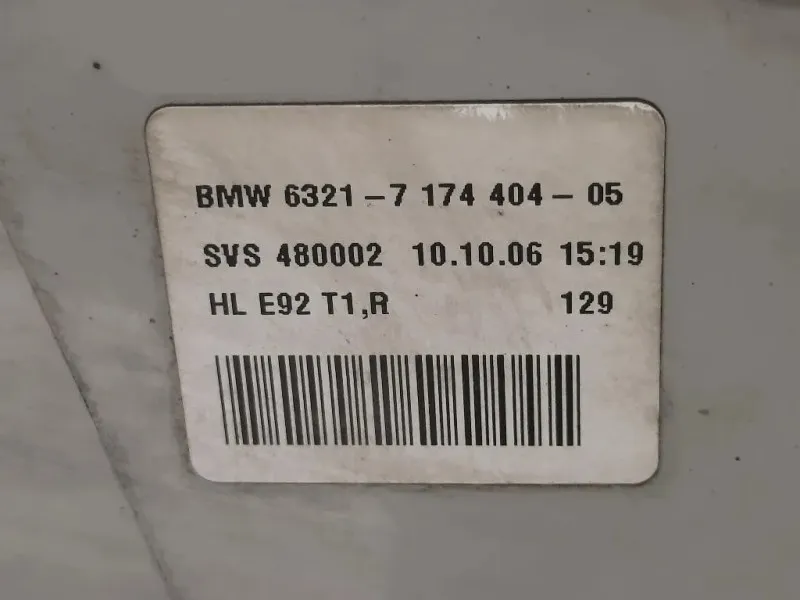 BMW 6321-7 174 404-05
SVS 480002 10.10.06 15:19
HL E92 T1,R 129